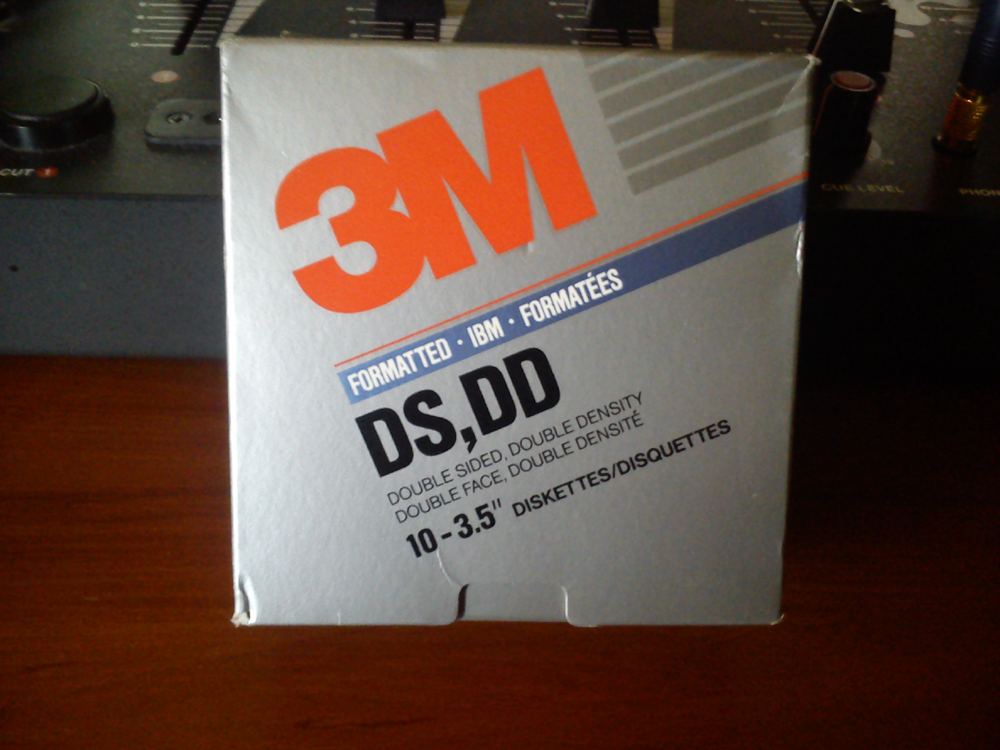 3M
FORMATTED · IBM · FORMATÉES
DS,DD
DOUBLE SIDED, DOUBLE DENSITY
DOUBLE FACE, DOUBLE DENSITÉ
10-3.5" DISKETTES/DISQUETTES
CUT
CUE LEVEL